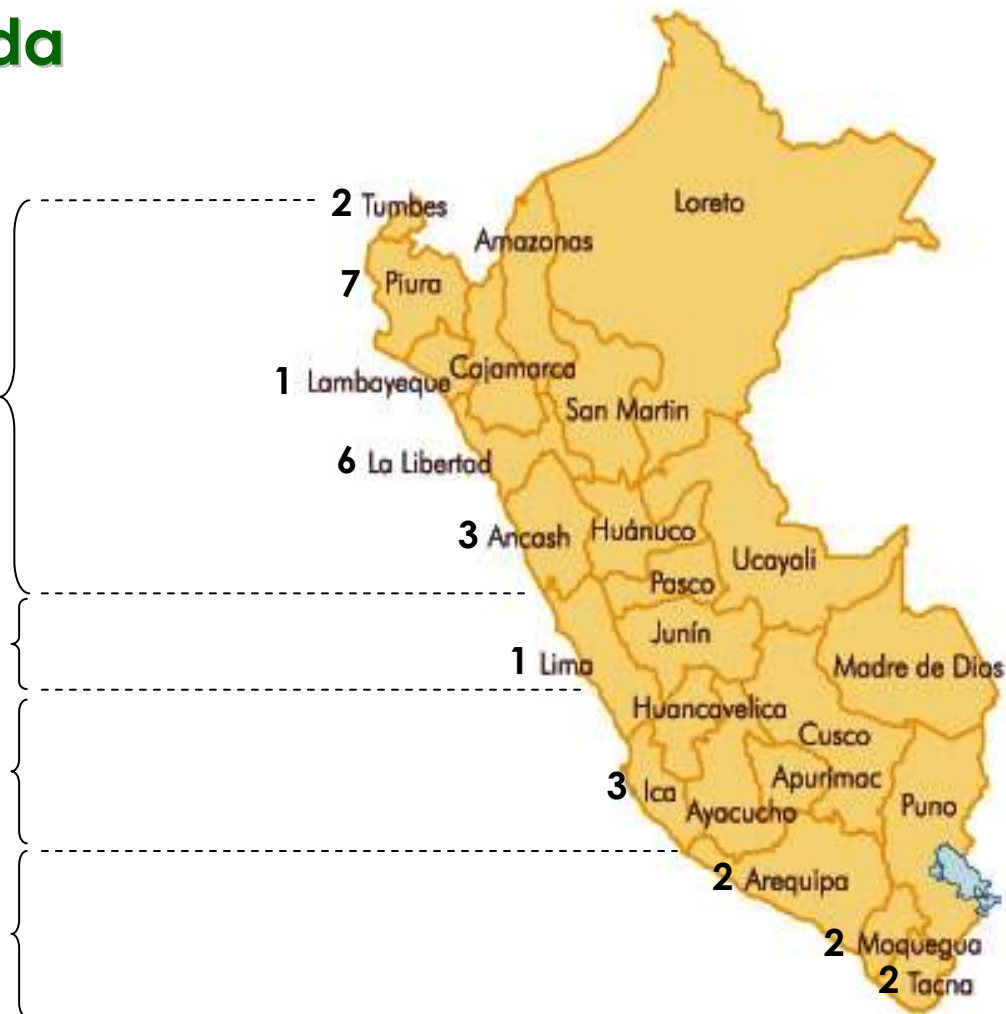 da
Loreto
2 Tumbes
Amazonas
7 Piura
Cajamarca
1 Lambayeque
San Martin
6 La Libertad
3 Ancash
Huánuco
Ucayali
Pasco
Junín
1 Lima
Madre de Dios
Huancavelica
Cusco
Apurímac
3 Ica
Ayacucho
Puno
2 Arequipa
2 Moquegua
2 Tacna